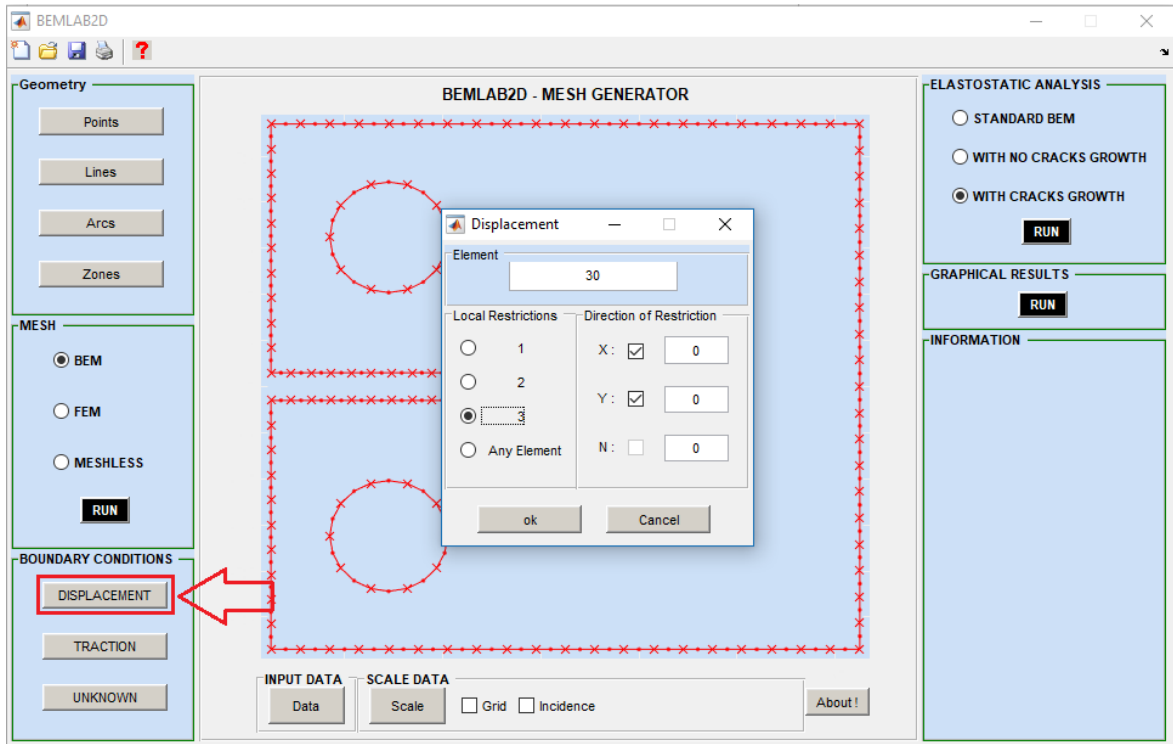 BEMLAB2D
?
Geometry
Points
Lines
Arcs
Zones
MESH
BEM
FEM
MESHLESS
RUN
BOUNDARY CONDITIONS
DISPLACEMENT
TRACTION
UNKNOWN
BEMLAB2D - MESH GENERATOR
Displacement
Element
30
Local Restrictions
1
2
3
Any Element
Direction of Restriction
X : 0
Y : 0
N : 0
ok Cancel
INPUT DATA
Data
SCALE DATA
Scale Grid Incidence
About !
ELASTOSTATIC ANALYSIS
STANDARD BEM
WITH NO CRACKS GROWTH
WITH CRACKS GROWTH
RUN
GRAPHICAL RESULTS
RUN
INFORMATION